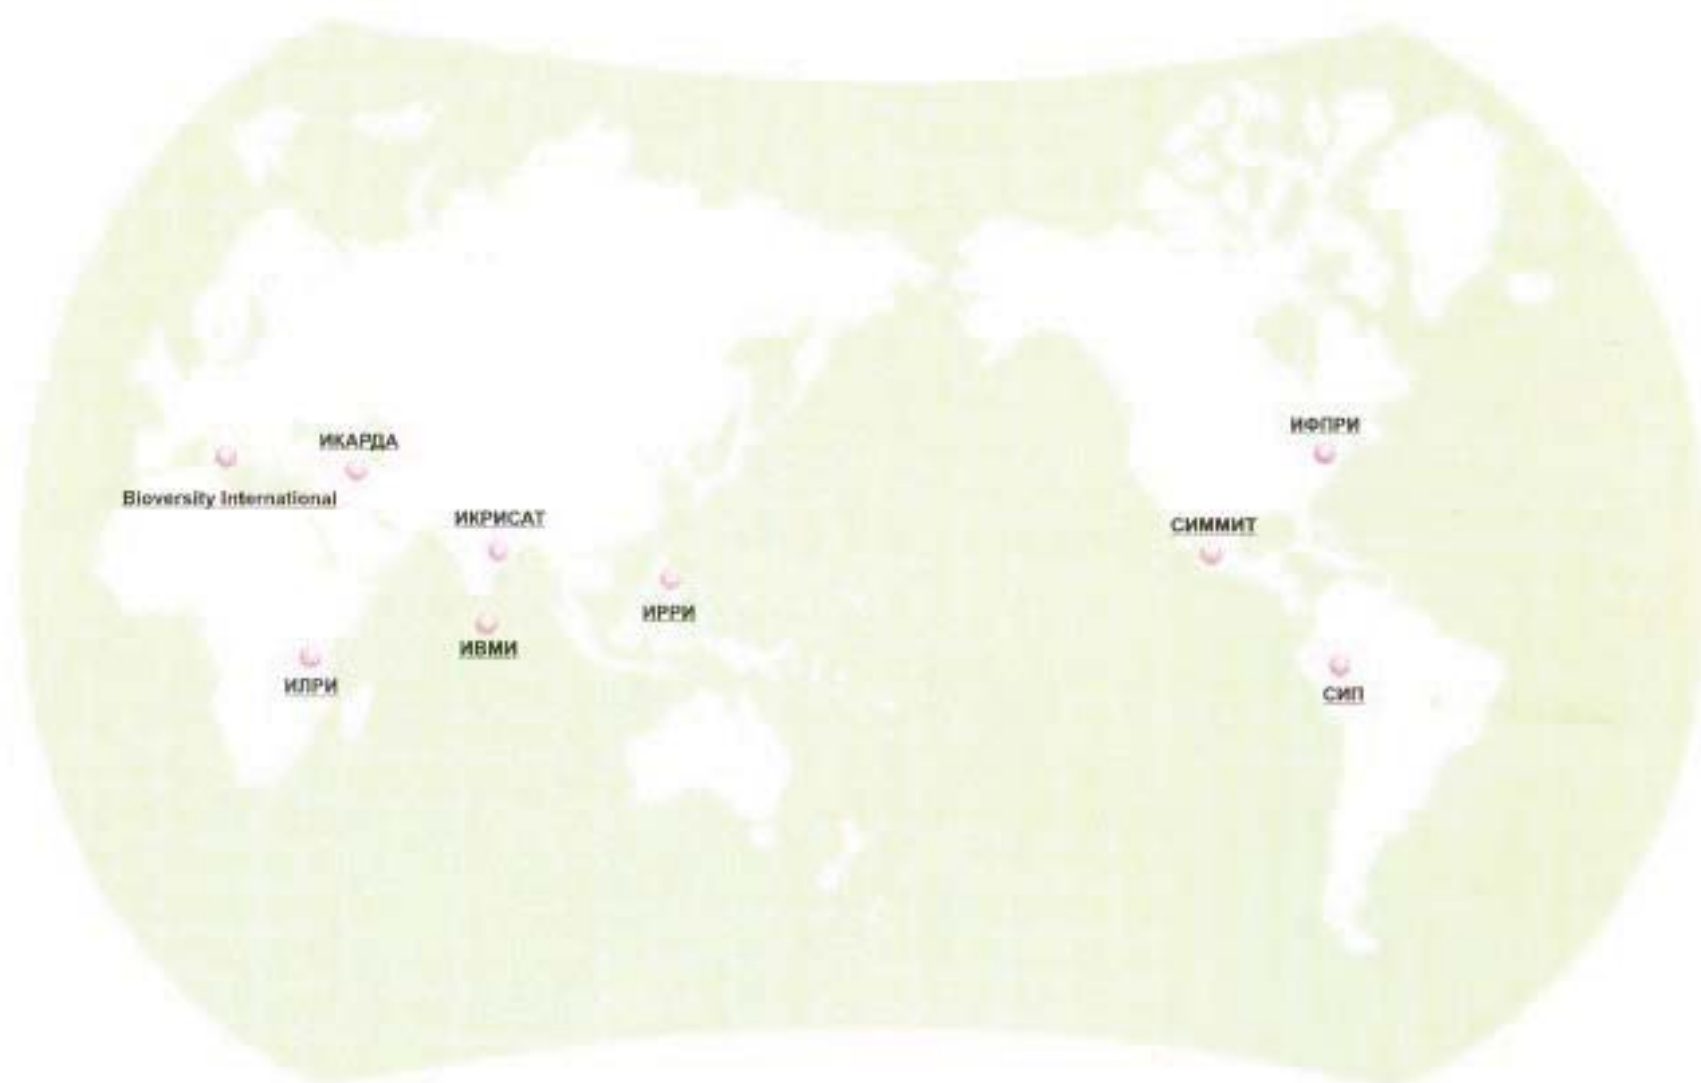 ИФПРИ
ИКАРДА
Bioversity International
ИКРИСАТ
СИММИТ
ИРРИ
ИВМИ
ИЛРИ
СИП